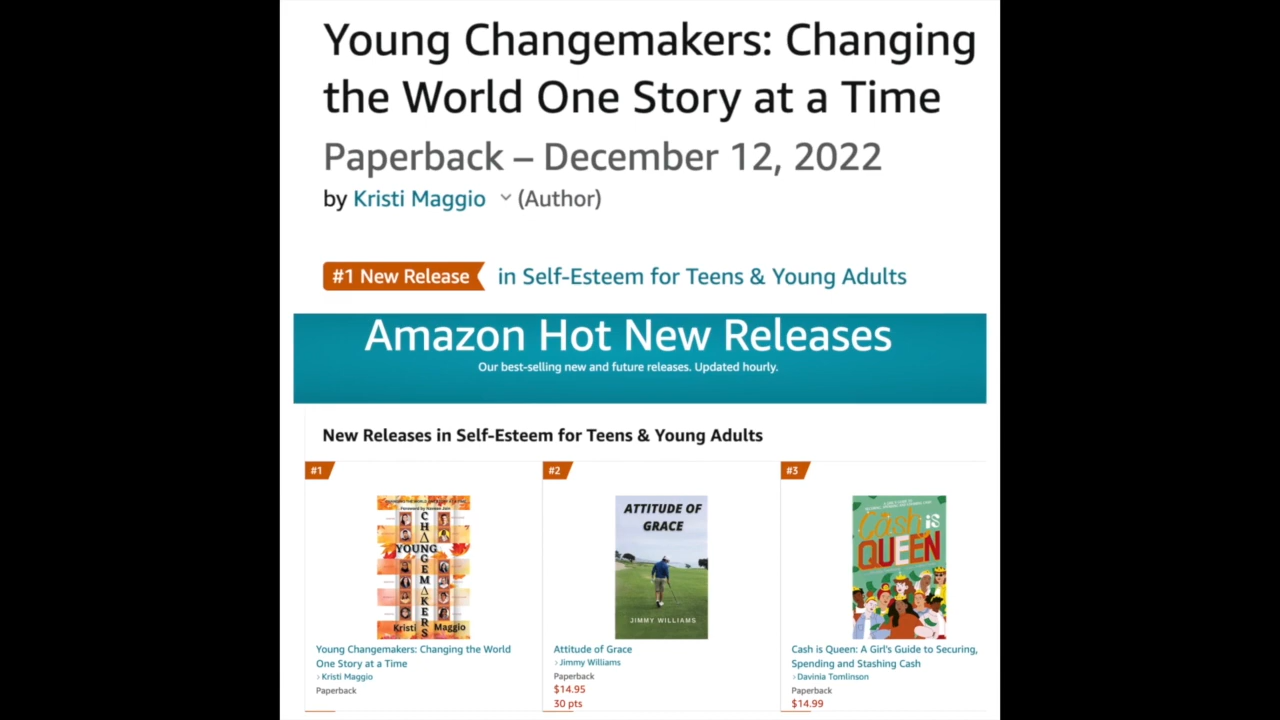 Young Changemakers: Changing
the World One Story at a Time
Paperback – December 12, 2022
by Kristi Maggio (Author)
#1 New Release in Self-Esteem for Teens & Young Adults
Amazon Hot New Releases
Our best-selling new and future releases. Updated hourly.
New Releases in Self-Esteem for Teens & Young Adults
#1
#2
#3
Foreword by Naveen Jain
YOUNG
CHΔNGEMΔKERS
Kristi Maggio
ATTITUDE OF
GRACE
JIMMY WILLIAMS
Cash is
QUEEN
Young Changemakers: Changing the World
One Story at a Time
› Kristi Maggio
Paperback
Attitude of Grace
› Jimmy Williams
Paperback
$14.95
30 pts
Cash is Queen: A Girl's Guide to Securing,
Spending and Stashing Cash
› Davinia Tomlinson
Paperback
$14.99